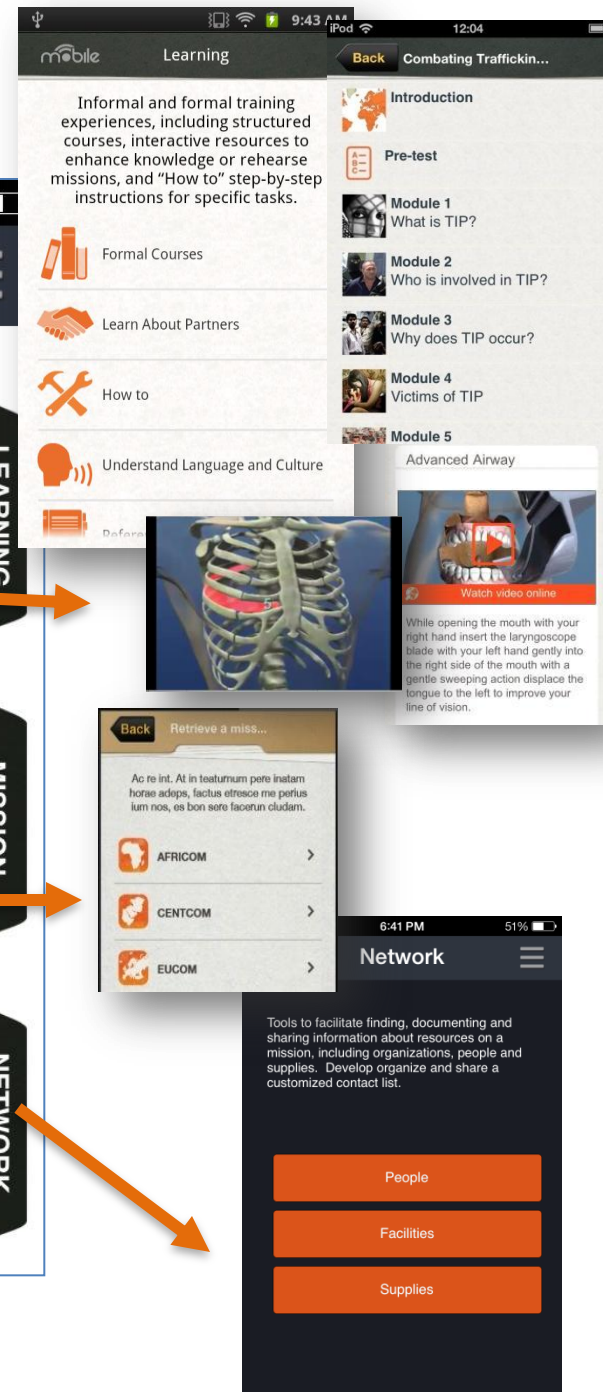 9:43 AM
mobile
Learning
Informal and formal training
experiences, including structured
courses, interactive resources to
enhance knowledge or rehearse
missions, and “How to” step-by-step
instructions for specific tasks.
Formal Courses
Learn About Partners
How to
Understand Language and Culture
iPod
12:04
Back
Combating Traffickin...
Introduction
Pre-test
Module 1
What is TIP?
Module 2
Who is involved in TIP?
Module 3
Why does TIP occur?
Module 4
Victims of TIP
Module 5
Advanced Airway
Watch video online
While opening the mouth with your
right hand insert the laryngoscope
blade with your left hand gently into
the right side of the mouth with a
gentle sweeping action displace the
tongue to the left to improve your
line of vision.
5
LEARNING
MISSION
NETWORK
Back
Retrieve a miss...
Ac re int. At in teatumum pere inatam
horae adeps, factus etresce me perius
ium nos, es bon sere facerun cludam.
AFRICOM
CENTCOM
EUCOM
6:41 PM
51%
Network
Tools to facilitate finding, documenting and
sharing information about resources on a
mission, including organizations, people and
supplies. Develop organize and share a
customized contact list.
People
Facilities
Supplies